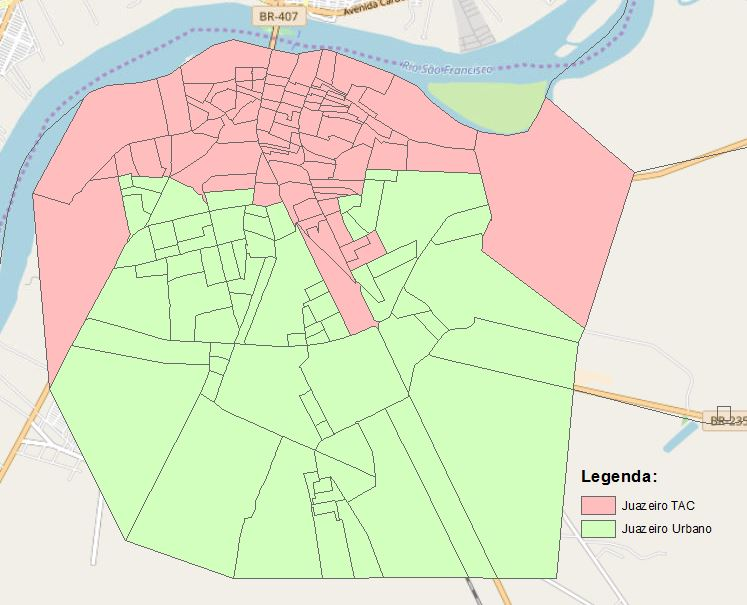 BR-407
Avenida Cardo
Rio São Francisco
BR-235
Legenda:
Juazeiro TAC
Juazeiro Urbano